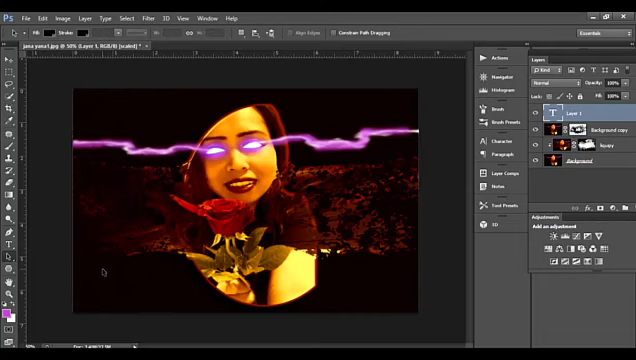 Ps File Edit Image Layer Type Select Filter 3D View Window Help
Fill: Stroke: W: H: Align Edges Constrain Path Dragging Essentials
jana yana1.jpg @ 50% (Layer 1, RGB/8) [scaled] *
Actions
Navigator
Histogram
Brush
Brush Presets
Character
Paragraph
Layer Comps
Notes
Tool Presets
3D
Layers
Kind
Normal Opacity: 100%
Lock: Fill: 100%
Layer 1
Background copy
Background
Adjustments
Add an adjustment
50%